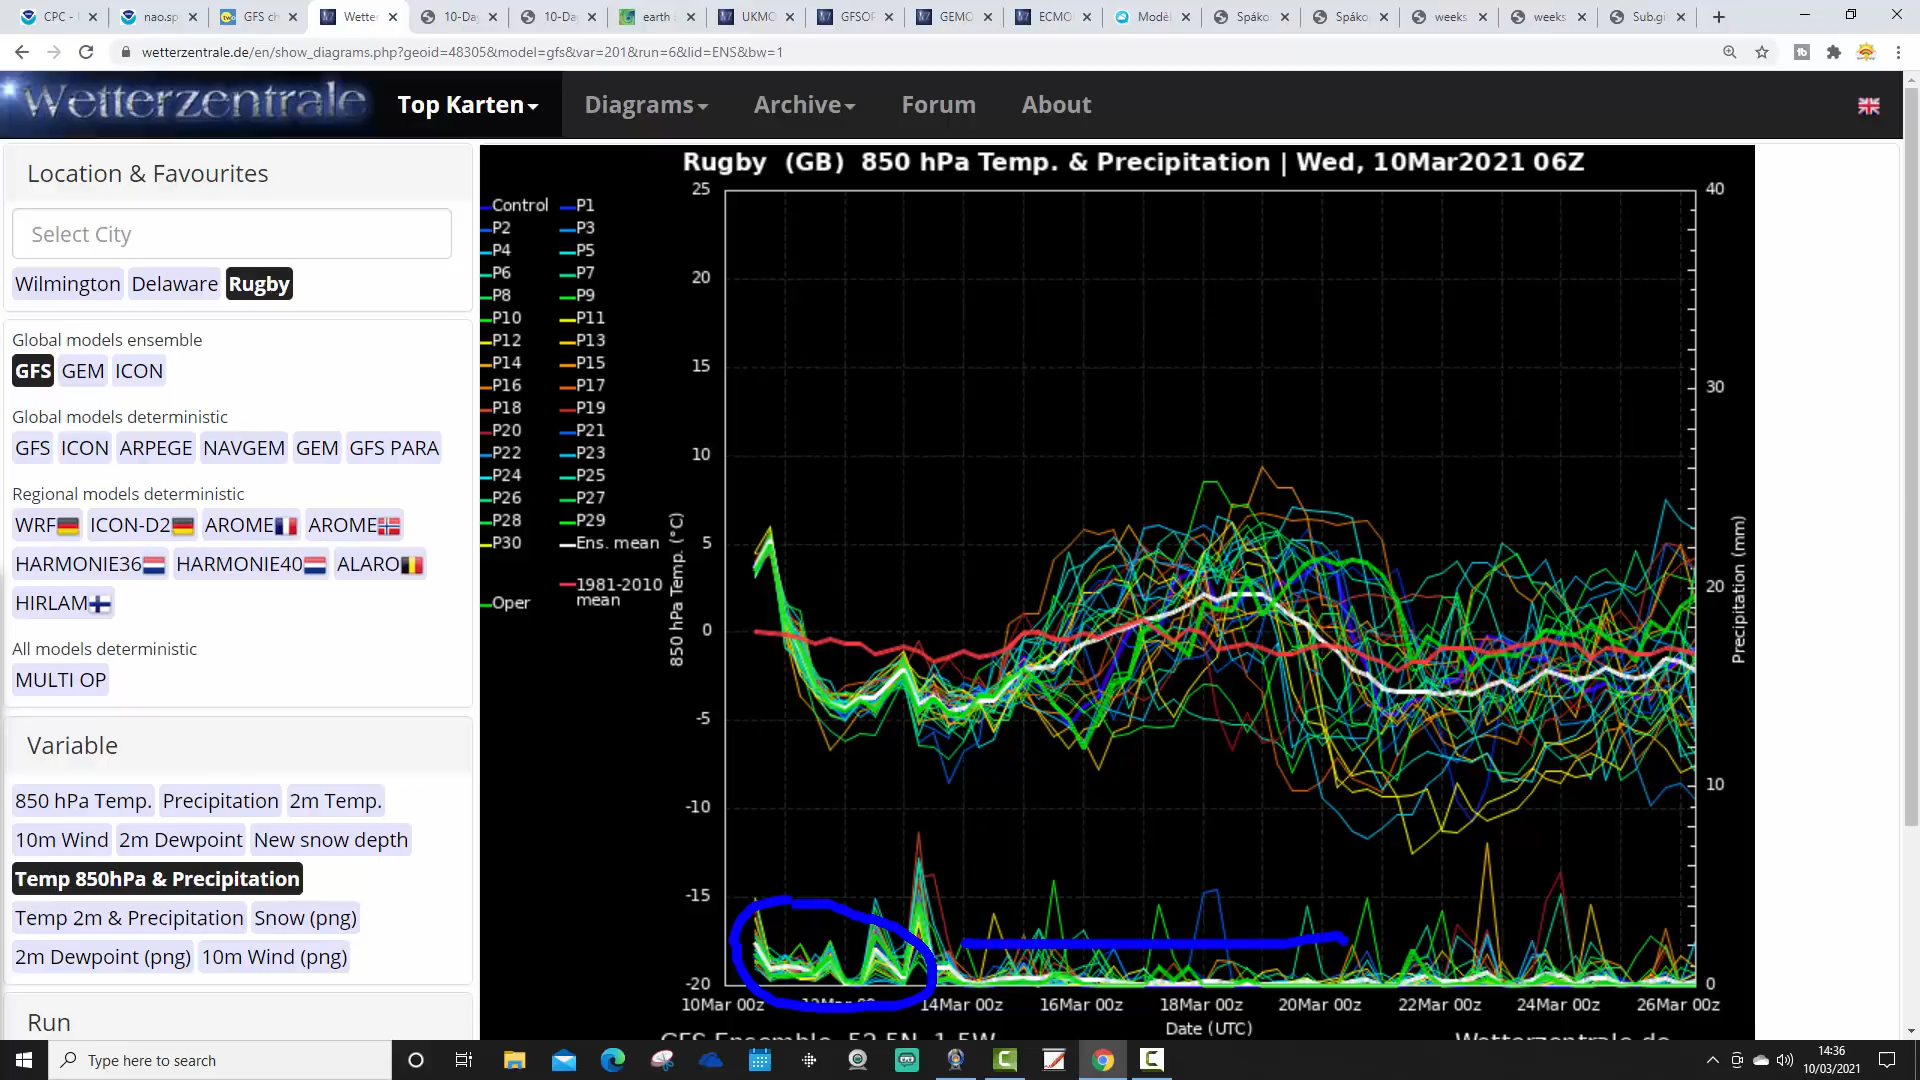 CPC -
nao.sp
GFS ch
Wetter
10-Da
10-Da
earth
UKMO
GFSOP
GEMO
ECMO
Modèl
Spáko
Spáko
weeks
weeks
Sub.gi
wetterzentrale.de/en/show_diagrams.php?geoid=48305&model=gfs&var=201&run=6&lid=ENS&bw=1
Wetterzentrale
Top Karten
Diagrams
Archive
Forum
About
Location & Favourites
Select City
Wilmington Delaware Rugby
Global models ensemble
GFS GEM ICON
Global models deterministic
GFS ICON ARPEGE NAVGEM GEM GFS PARA
Regional models deterministic
WRF ICON-D2 AROME AROME
HARMONIE36 HARMONIE40 ALARO
HIRLAM
All models deterministic
MULTI OP
Variable
850 hPa Temp. Precipitation 2m Temp.
10m Wind 2m Dewpoint New snow depth
Temp 850hPa & Precipitation
Temp 2m & Precipitation Snow (png)
2m Dewpoint (png) 10m Wind (png)
Run
Rugby (GB) 850 hPa Temp. & Precipitation | Wed, 10Mar2021 06Z
Control P1
P2 P3
P4 P5
P6 P7
P8 P9
P10 P11
P12 P13
P14 P15
P16 P17
P18 P19
P20 P21
P22 P23
P24 P25
P26 P27
P28 P29
P30 Ens. mean
1981-2010
mean
Oper
850 hPa Temp. (°C)
25
20
15
10
5
0
-5
-10
-15
-20
40
30
20
10
0
Precipitation (mm)
10Mar 00z
14Mar 00z 16Mar 00z 18Mar 00z 20Mar 00z 22Mar 00z 24Mar 00z 26Mar 00z
Date (UTC)
GFS Ensemble 52.5N 1.5W
Wetterzentrale.de
Type here to search
14:36
10/03/2021